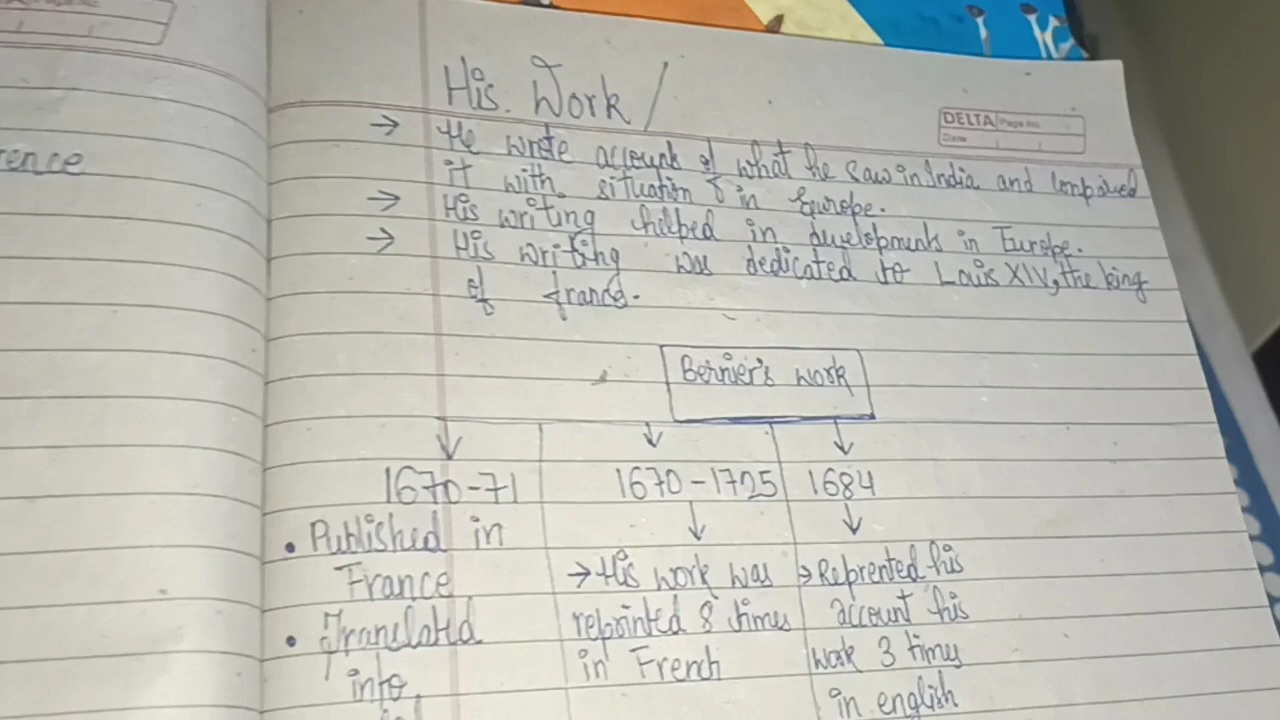 ence
His. Work /
DELTA Page No.
Date
→ He wrote account of what he saw in India and compaired
it with situation in Europe.
→ His writing helped in developments in Europe.
→ His writing was dedicated to Louis XIV, the king
of france.
Bernier's work
1670-71
• Published in
France
• Translated
into
1670-1725
→ His work was
reprinted 8 times
in French
1684
→ Reprented his
account his
work 3 times
in english